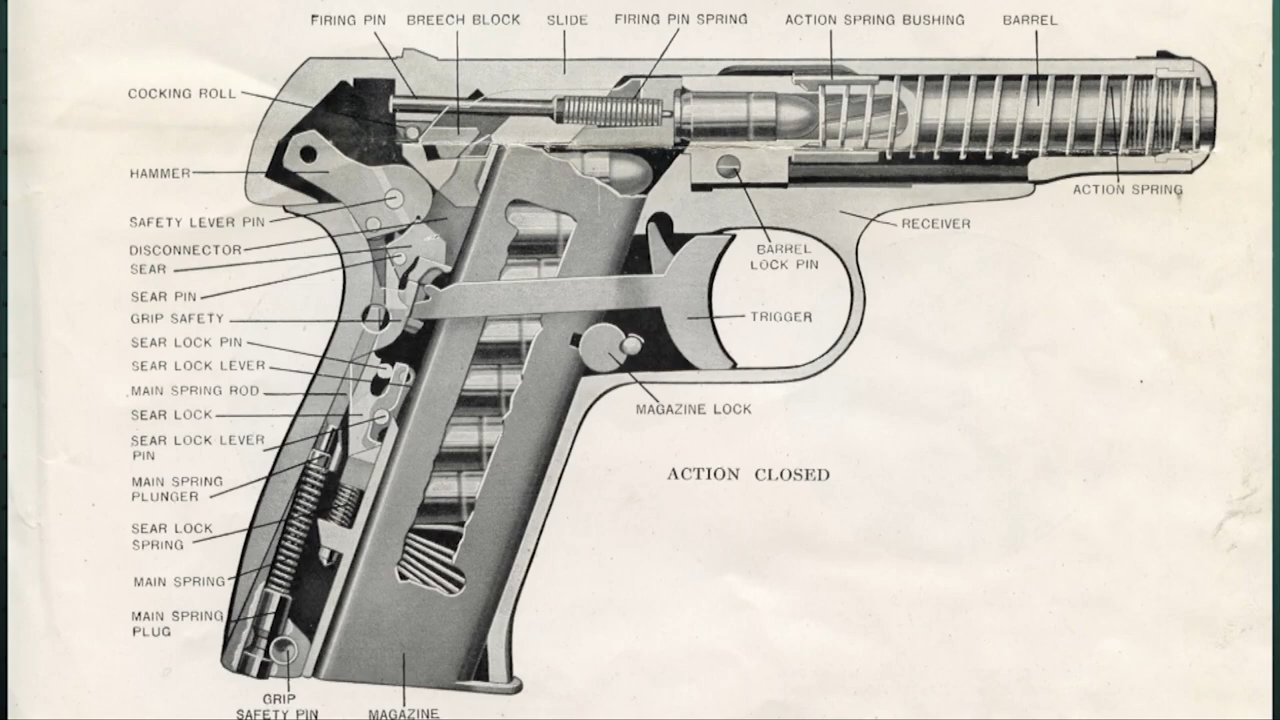 FIRING PIN
BREECH BLOCK
SLIDE
FIRING PIN SPRING
ACTION SPRING BUSHING
BARREL
COCKING ROLL
HAMMER
ACTION SPRING
SAFETY LEVER PIN
RECEIVER
DISCONNECTOR
BARREL
LOCK PIN
SEAR
SEAR PIN
GRIP SAFETY
TRIGGER
SEAR LOCK PIN
SEAR LOCK LEVER
MAIN SPRING ROD
MAGAZINE LOCK
SEAR LOCK
SEAR LOCK LEVER
PIN
ACTION CLOSED
MAIN SPRING
PLUNGER
SEAR LOCK
SPRING
MAIN SPRING
MAIN SPRING
PLUG
GRIP
SAFETY PIN
MAGAZINE